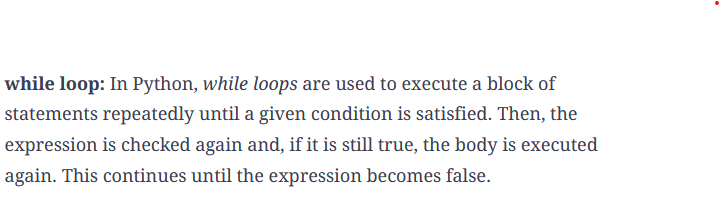 while loop: In Python, while loops are used to execute a block of
statements repeatedly until a given condition is satisfied. Then, the
expression is checked again and, if it is still true, the body is executed
again. This continues until the expression becomes false.